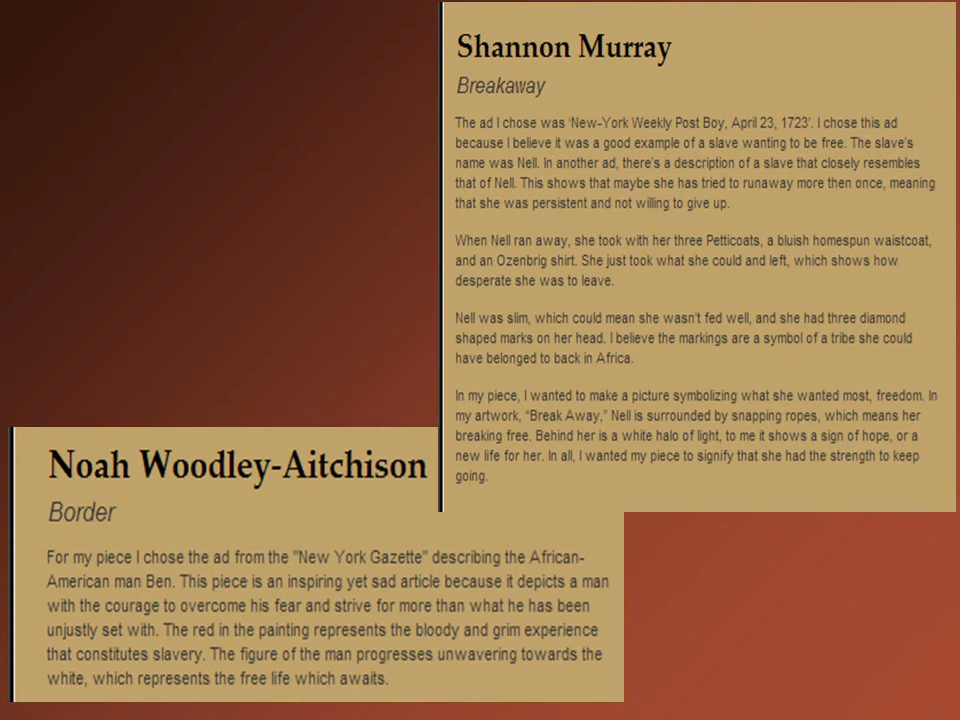 Shannon Murray
Breakaway
The ad I chose was 'New-York Weekly Post Boy, April 23, 1723'. I chose this ad
because I believe it was a good example of a slave wanting to be free. The slave's
name was Nell. In another ad, there's a description of a slave that closely resembles
that of Nell. This shows that maybe she has tried to runaway more then once, meaning
that she was persistent and not willing to give up.
When Nell ran away, she took with her three Petticoats, a bluish homespun waistcoat,
and an Ozenbrig shirt. She just took what she could and left, which shows how
desperate she was to leave.
Nell was slim, which could mean she wasn't fed well, and she had three diamond
shaped marks on her head. I believe the markings are a symbol of a tribe she could
have belonged to back in Africa.
In my piece, I wanted to make a picture symbolizing what she wanted most, freedom. In
my artwork, "Break Away," Nell is surrounded by snapping ropes, which means her
breaking free. Behind her is a white halo of light, to me it shows a sign of hope, or a
new life for her. In all, I wanted my piece to signify that she had the strength to keep
going.
Noah Woodley-Aitchison
Border
For my piece I chose the ad from the "New York Gazette" describing the African-
American man Ben. This piece is an inspiring yet sad article because it depicts a man
with the courage to overcome his fear and strive for more than what he has been
unjustly set with. The red in the painting represents the bloody and grim experience
that constitutes slavery. The figure of the man progresses unwavering towards the
white, which represents the free life which awaits.